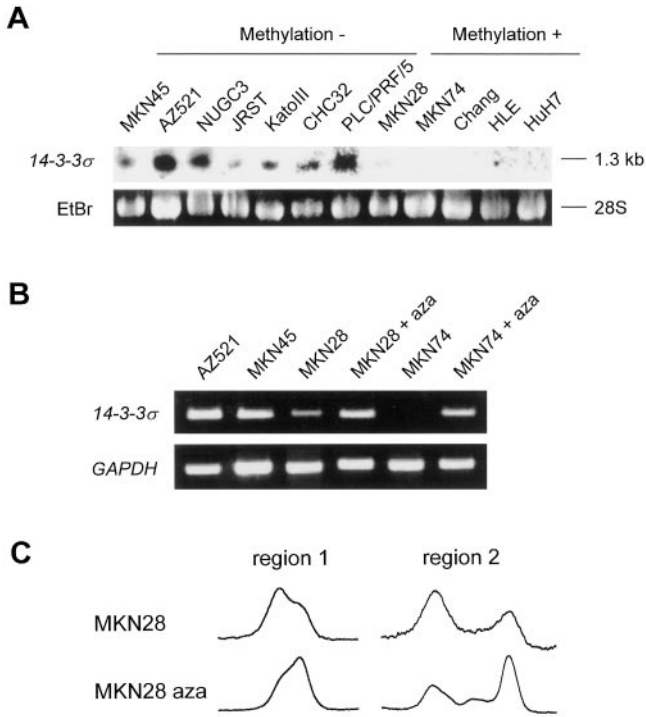 A
Methylation - Methylation +
MKN45 AZ521 NUGC3 JRST KatoIII CHC32 PLC/PRF/5 MKN28 MKN74 Chang HLE HuH7
14-3-3σ 1.3 kb
EtBr 28S
B
AZ521 MKN45 MKN28 MKN28 + aza MKN74 MKN74 + aza
14-3-3σ
GAPDH
C
region 1 region 2
MKN28
MKN28 aza